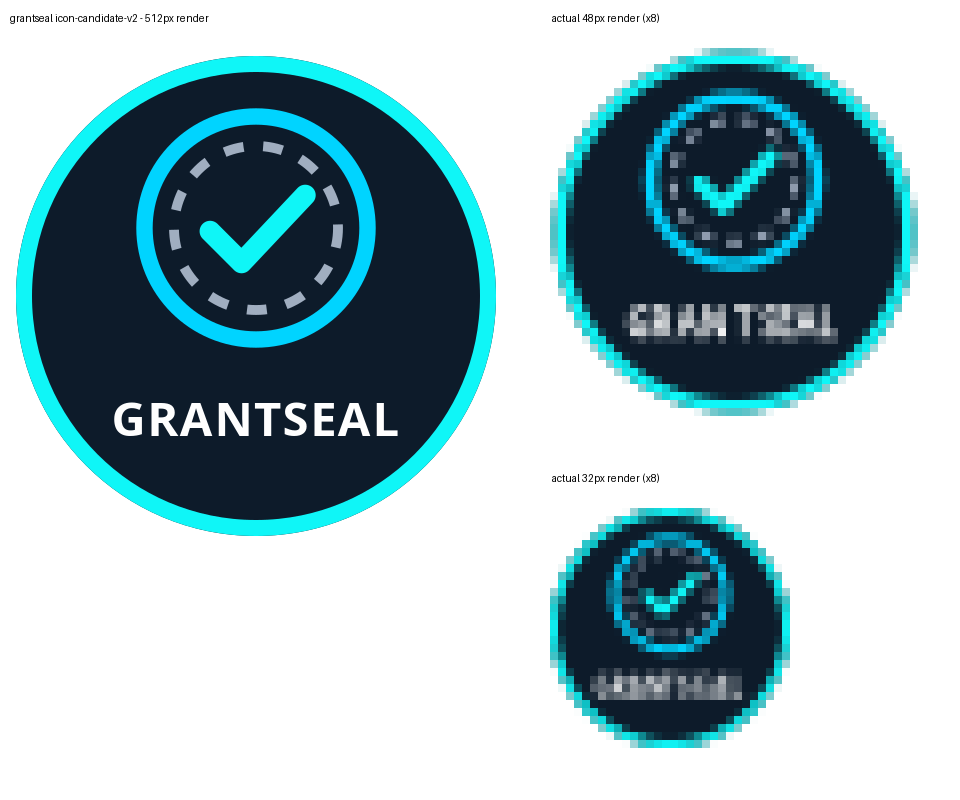 grantseal icon-candidate-v2 - 512px render
actual 48px render (x8)
GRANTSEAL
actual 32px render (x8)